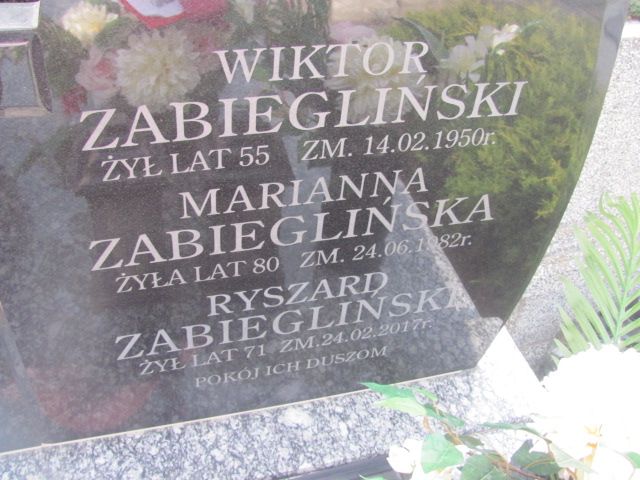 WIKTOR
ZABIEGLIŃSKI
ŻYŁ LAT 55 ZM. 14.02.1950r.
MARIANNA
ZABIEGLIŃSKA
ŻYŁA LAT 80 ZM. 24.06.1982r.
RYSZARD
ZABIEGLIŃSKI
ŻYŁ LAT 71 ZM.24.02.2017r.
POKÓJ ICH DUSZOM